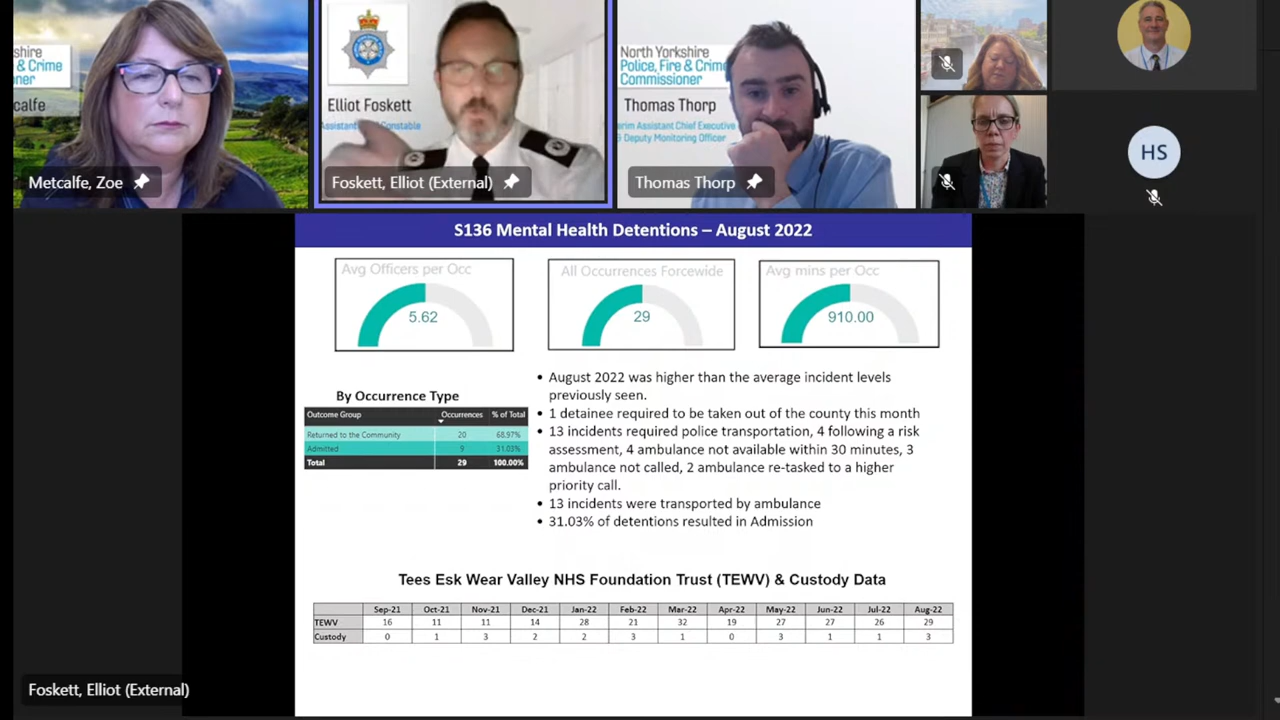 shire
& Crime
ner
calfe
Metcalfe, Zoe
Elliot Foskett
Assistant Constable
Foskett, Elliot (External)
North Yorkshire
Police, Fire & Crime
Commissioner
Thomas Thorp
Interim Assistant Chief Executive
& Deputy Monitoring Officer
Thomas Thorp
HS
S136 Mental Health Detentions – August 2022
Avg Officers per Occ
5.62
All Occurrences Forcewide
29
Avg mins per Occ
910.00
• August 2022 was higher than the average incident levels
previously seen.
• 1 detainee required to be taken out of the county this month
• 13 incidents required police transportation, 4 following a risk
assessment, 4 ambulance not available within 30 minutes, 3
ambulance not called, 2 ambulance re-tasked to a higher
priority call.
• 13 incidents were transported by ambulance
• 31.03% of detentions resulted in Admission
By Occurrence Type
Outcome Group Occurrences % of Total
Returned to the Community 20 68.97%
Admitted 9 31.03%
Total 29 100.00%
Tees Esk Wear Valley NHS Foundation Trust (TEWV) & Custody Data
Sep-21 Oct-21 Nov-21 Dec-21 Jan-22 Feb-22 Mar-22 Apr-22 May-22 Jun-22 Jul-22 Aug-22
TEWV 16 11 11 14 28 21 32 19 27 27 26 29
Custody 0 1 3 2 2 3 1 0 3 1 1 3
Foskett, Elliot (External)